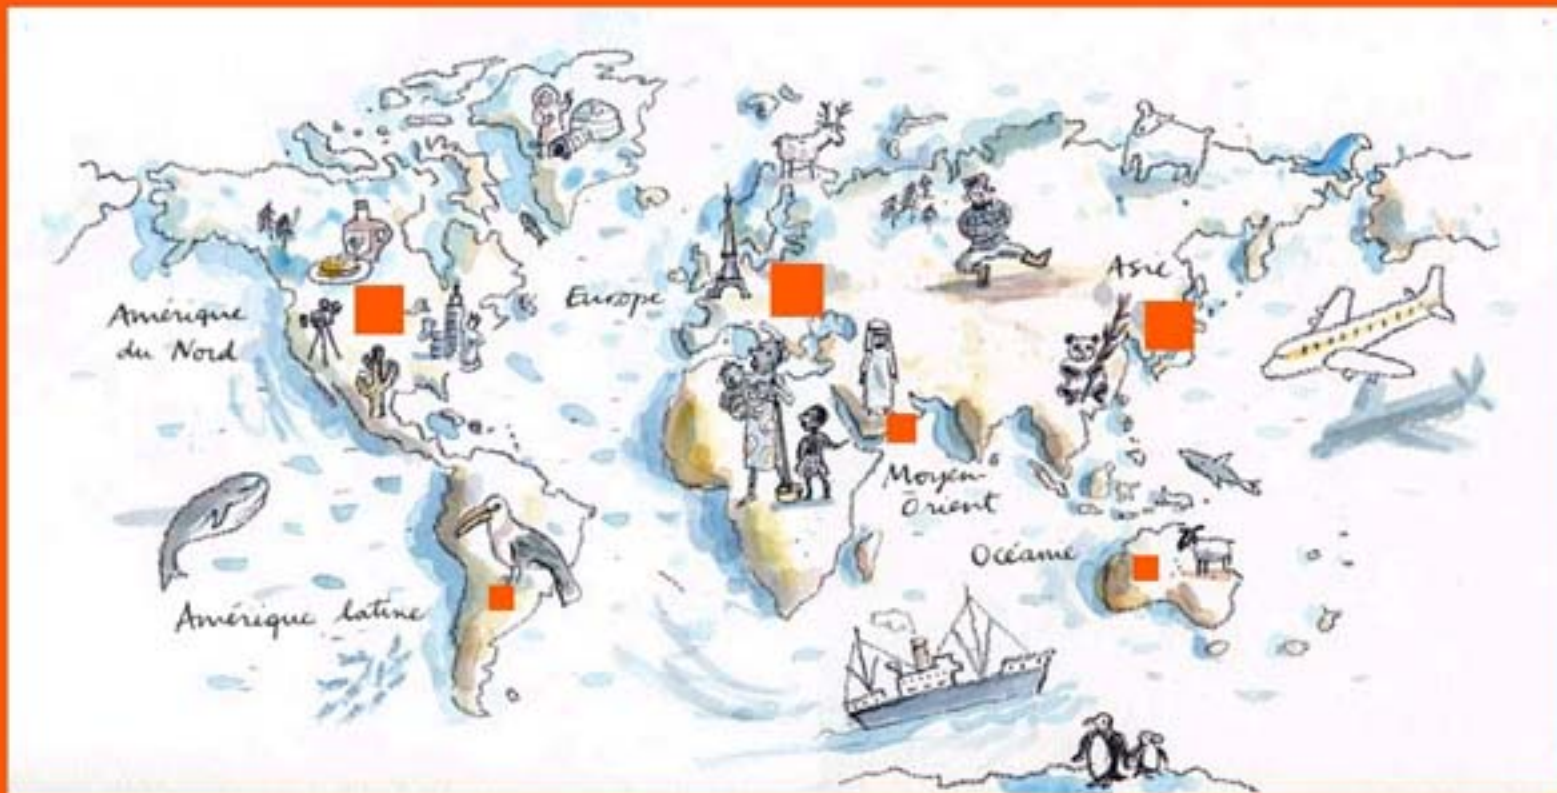 Amérique
du Nord
Europe
Asie
Moyen
Orient
Océanie
Amérique latine